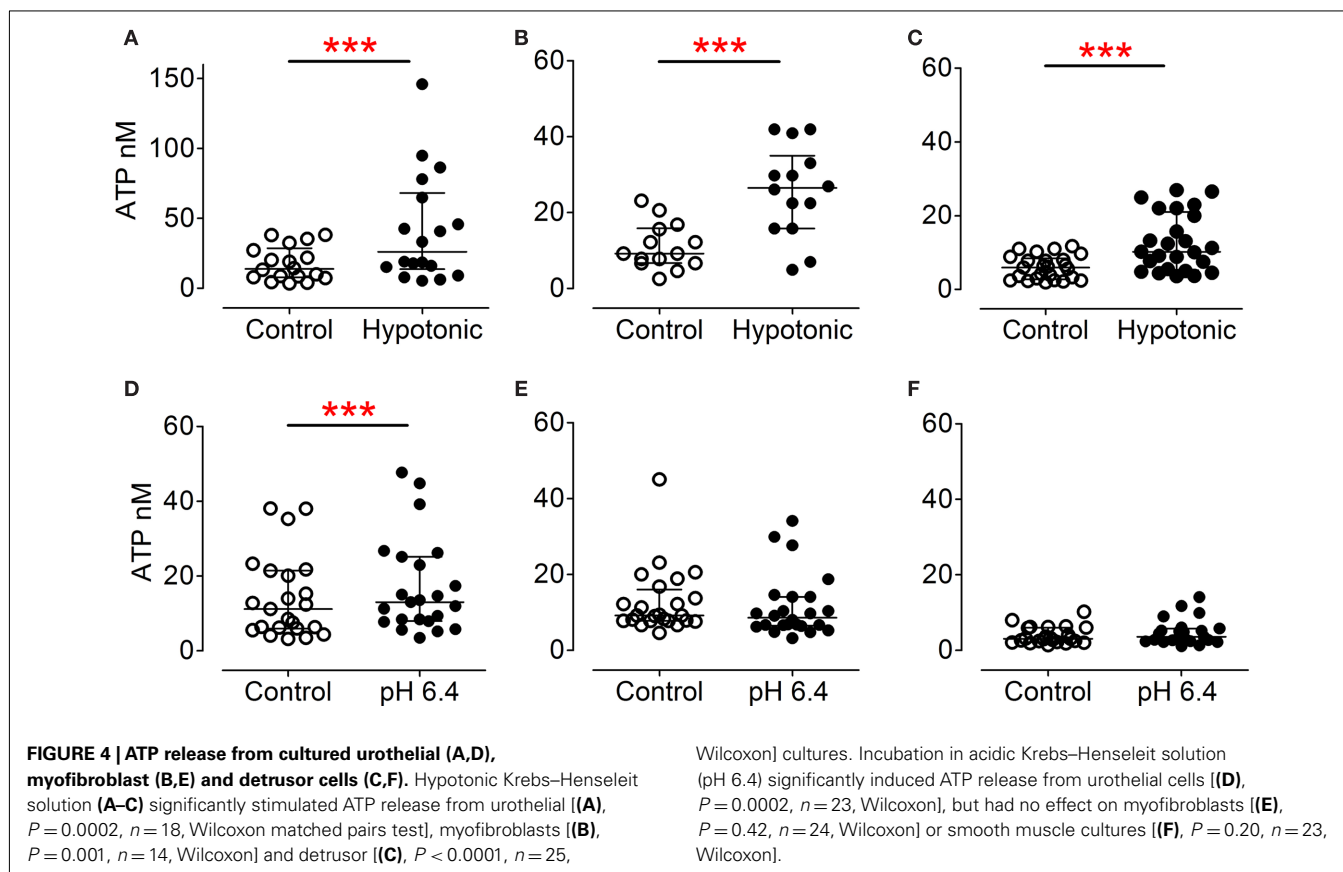 A
***
150
100
50
0
ATP nM
Control
Hypotonic
B
***
60
40
20
0
Control
Hypotonic
C
***
60
40
20
0
Control
Hypotonic
D
***
60
40
20
0
ATP nM
Control
pH 6.4
E
60
40
20
0
Control
pH 6.4
F
60
40
20
0
Control
pH 6.4
FIGURE 4 | ATP release from cultured urothelial (A,D),
myofibroblast (B,E) and detrusor cells (C,F). Hypotonic Krebs–Henseleit
solution (A–C) significantly stimulated ATP release from urothelial [(A),
P = 0.0002, n = 18, Wilcoxon matched pairs test], myofibroblasts [(B),
P = 0.001, n = 14, Wilcoxon] and detrusor [(C), P < 0.0001, n = 25,
Wilcoxon] cultures. Incubation in acidic Krebs–Henseleit solution
(pH 6.4) significantly induced ATP release from urothelial cells [(D),
P = 0.0002, n = 23, Wilcoxon], but had no effect on myofibroblasts [(E),
P = 0.42, n = 24, Wilcoxon] or smooth muscle cultures [(F), P = 0.20, n = 23,
Wilcoxon].